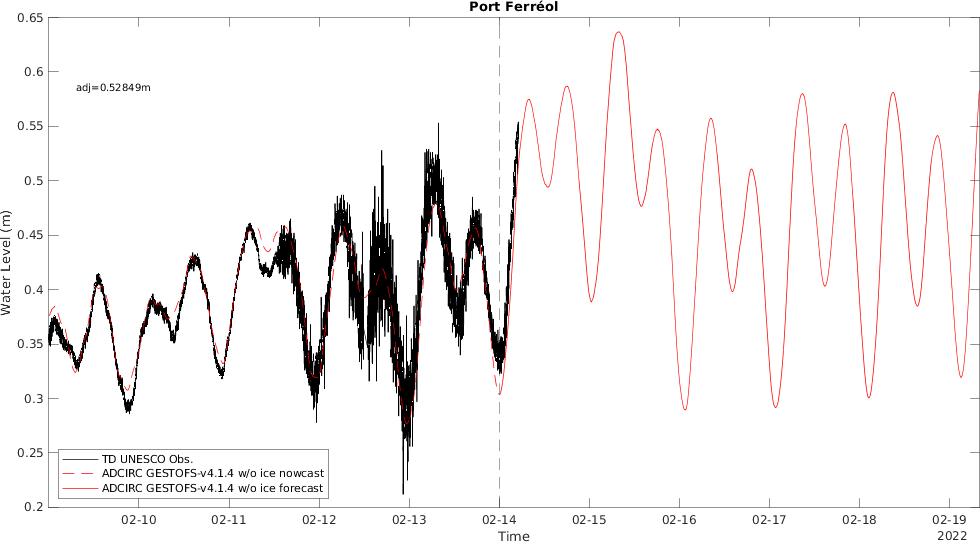 Port Ferréol
0.65
0.6
0.55
0.5
0.45
0.4
0.35
0.3
0.25
0.2
Water Level (m)
adj=0.52849m
TD UNESCO Obs.
ADCIRC GESTOFS-v4.1.4 w/o ice nowcast
ADCIRC GESTOFS-v4.1.4 w/o ice forecast
02-10 02-11 02-12 02-13 02-14 02-15 02-16 02-17 02-18 02-19
Time 2022